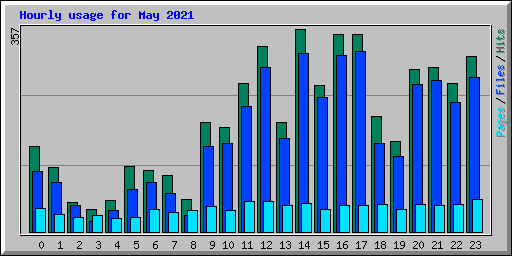 Hourly usage for May 2021
357
Pages/Files/Hits
0 1 2 3 4 5 6 7 8 9 10 11 12 13 14 15 16 17 18 19 20 21 22 23